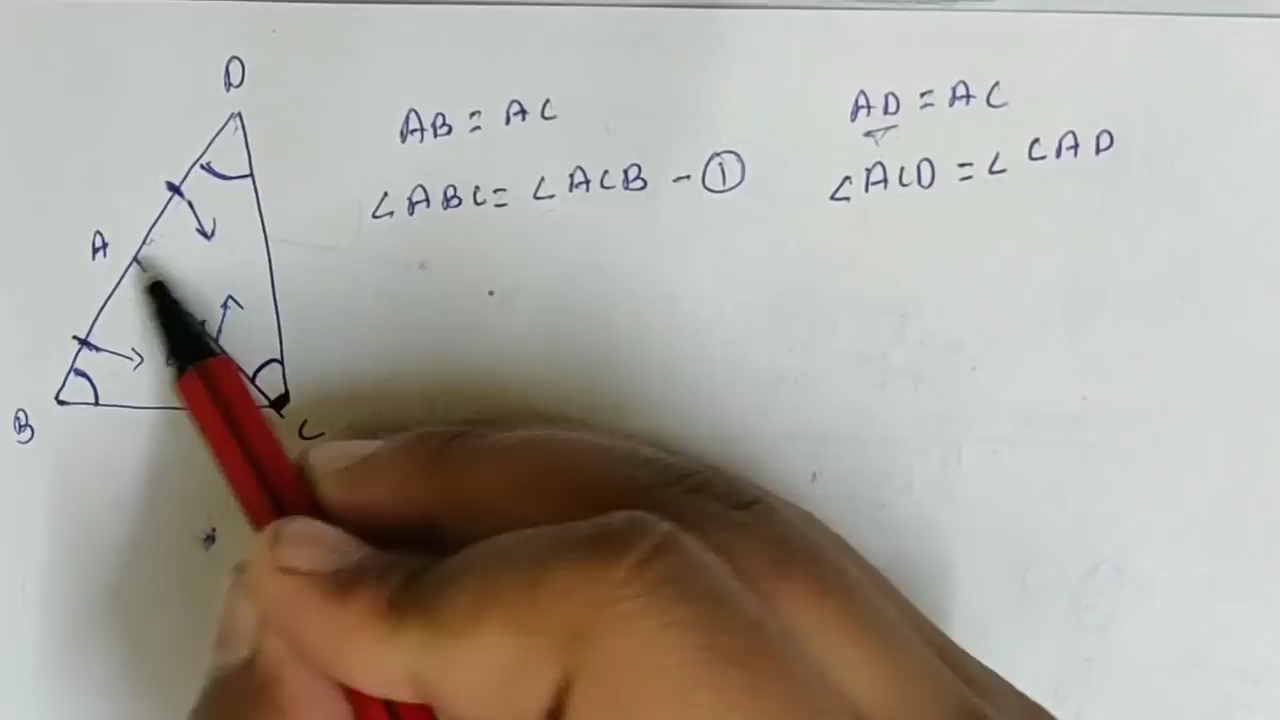 D
AB = AC
AD = AC
∠ABC = ∠ACB - ①
∠ACD = ∠CAD
A
B
C